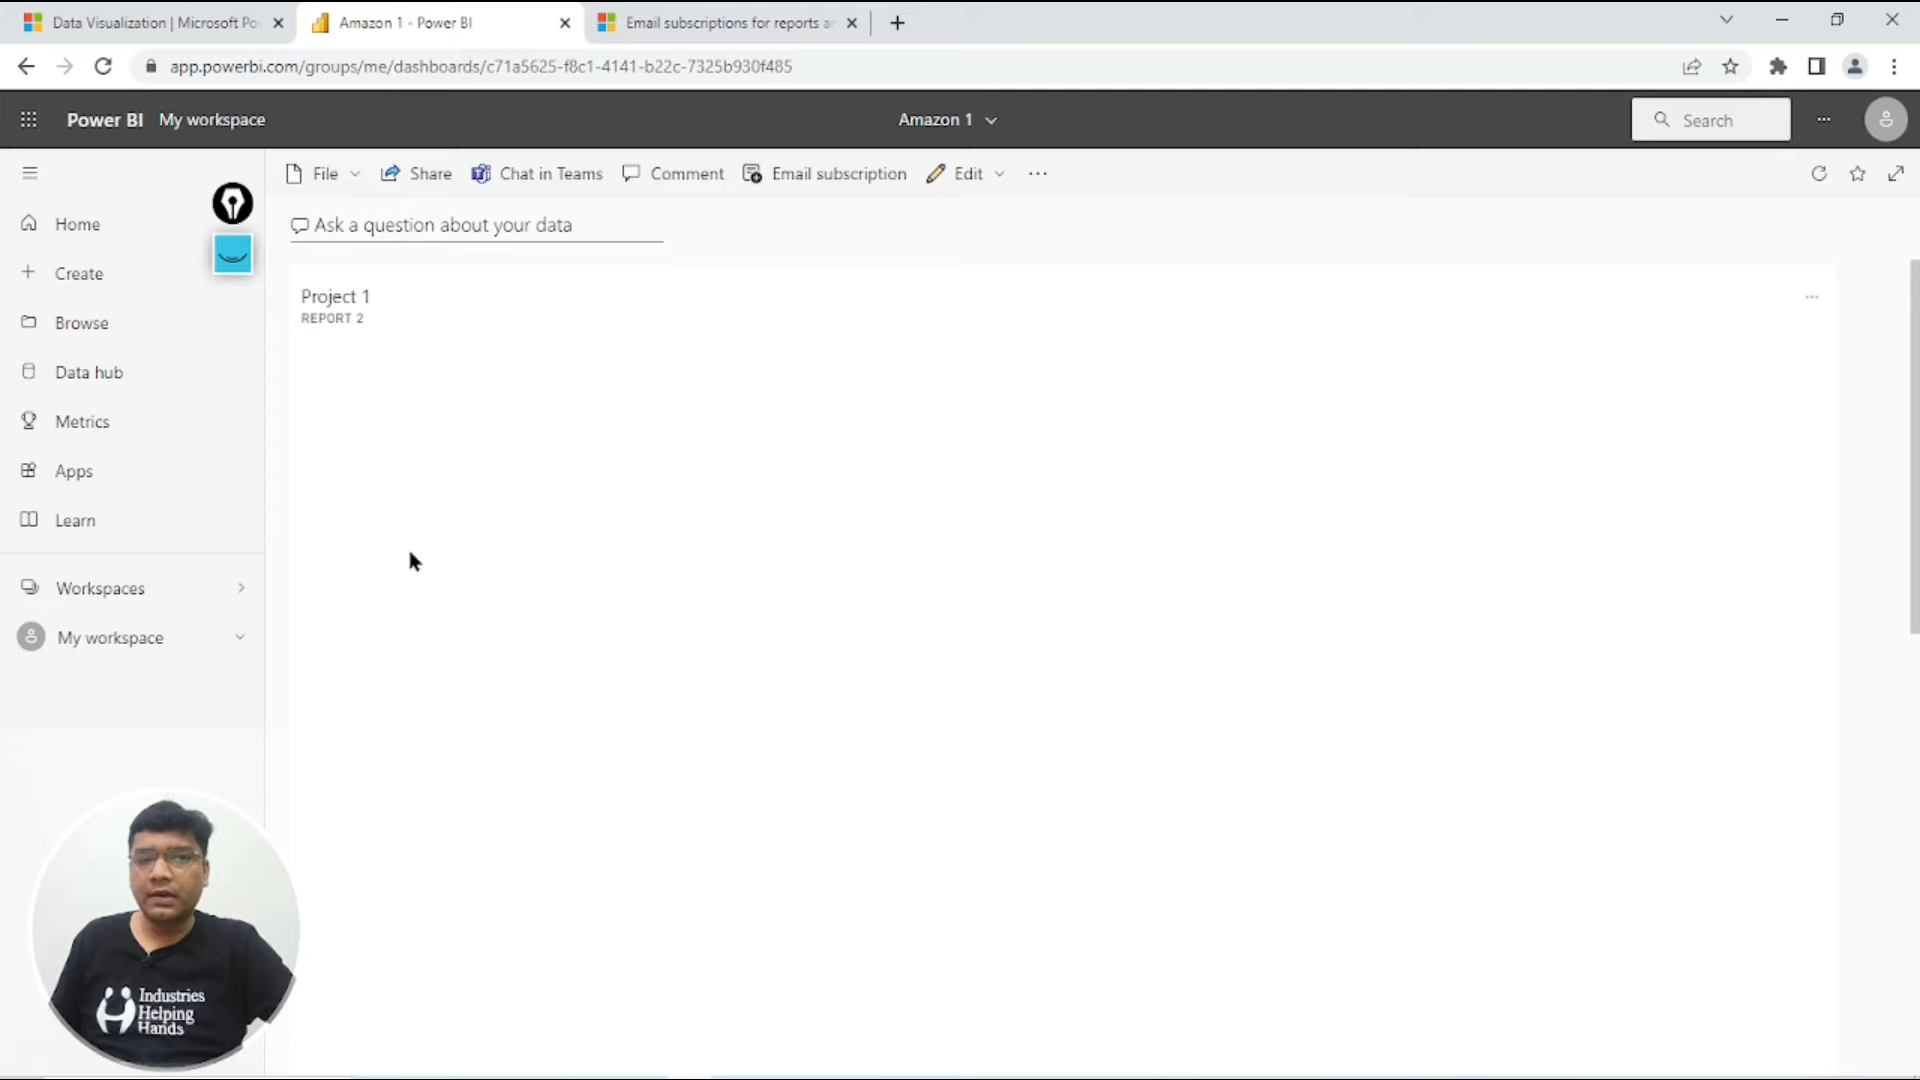 Data Visualization | Microsoft Po
Amazon 1 - Power BI
Email subscriptions for reports ar
app.powerbi.com/groups/me/dashboards/c71a5625-f8c1-4141-b22c-7325b930f485
Power BI My workspace
Amazon 1
Search
File
Share
Chat in Teams
Comment
Email subscription
Edit
Home
Create
Browse
Data hub
Metrics
Apps
Learn
Workspaces
My workspace
Ask a question about your data
Project 1
REPORT 2
Industries
Helping
Hands